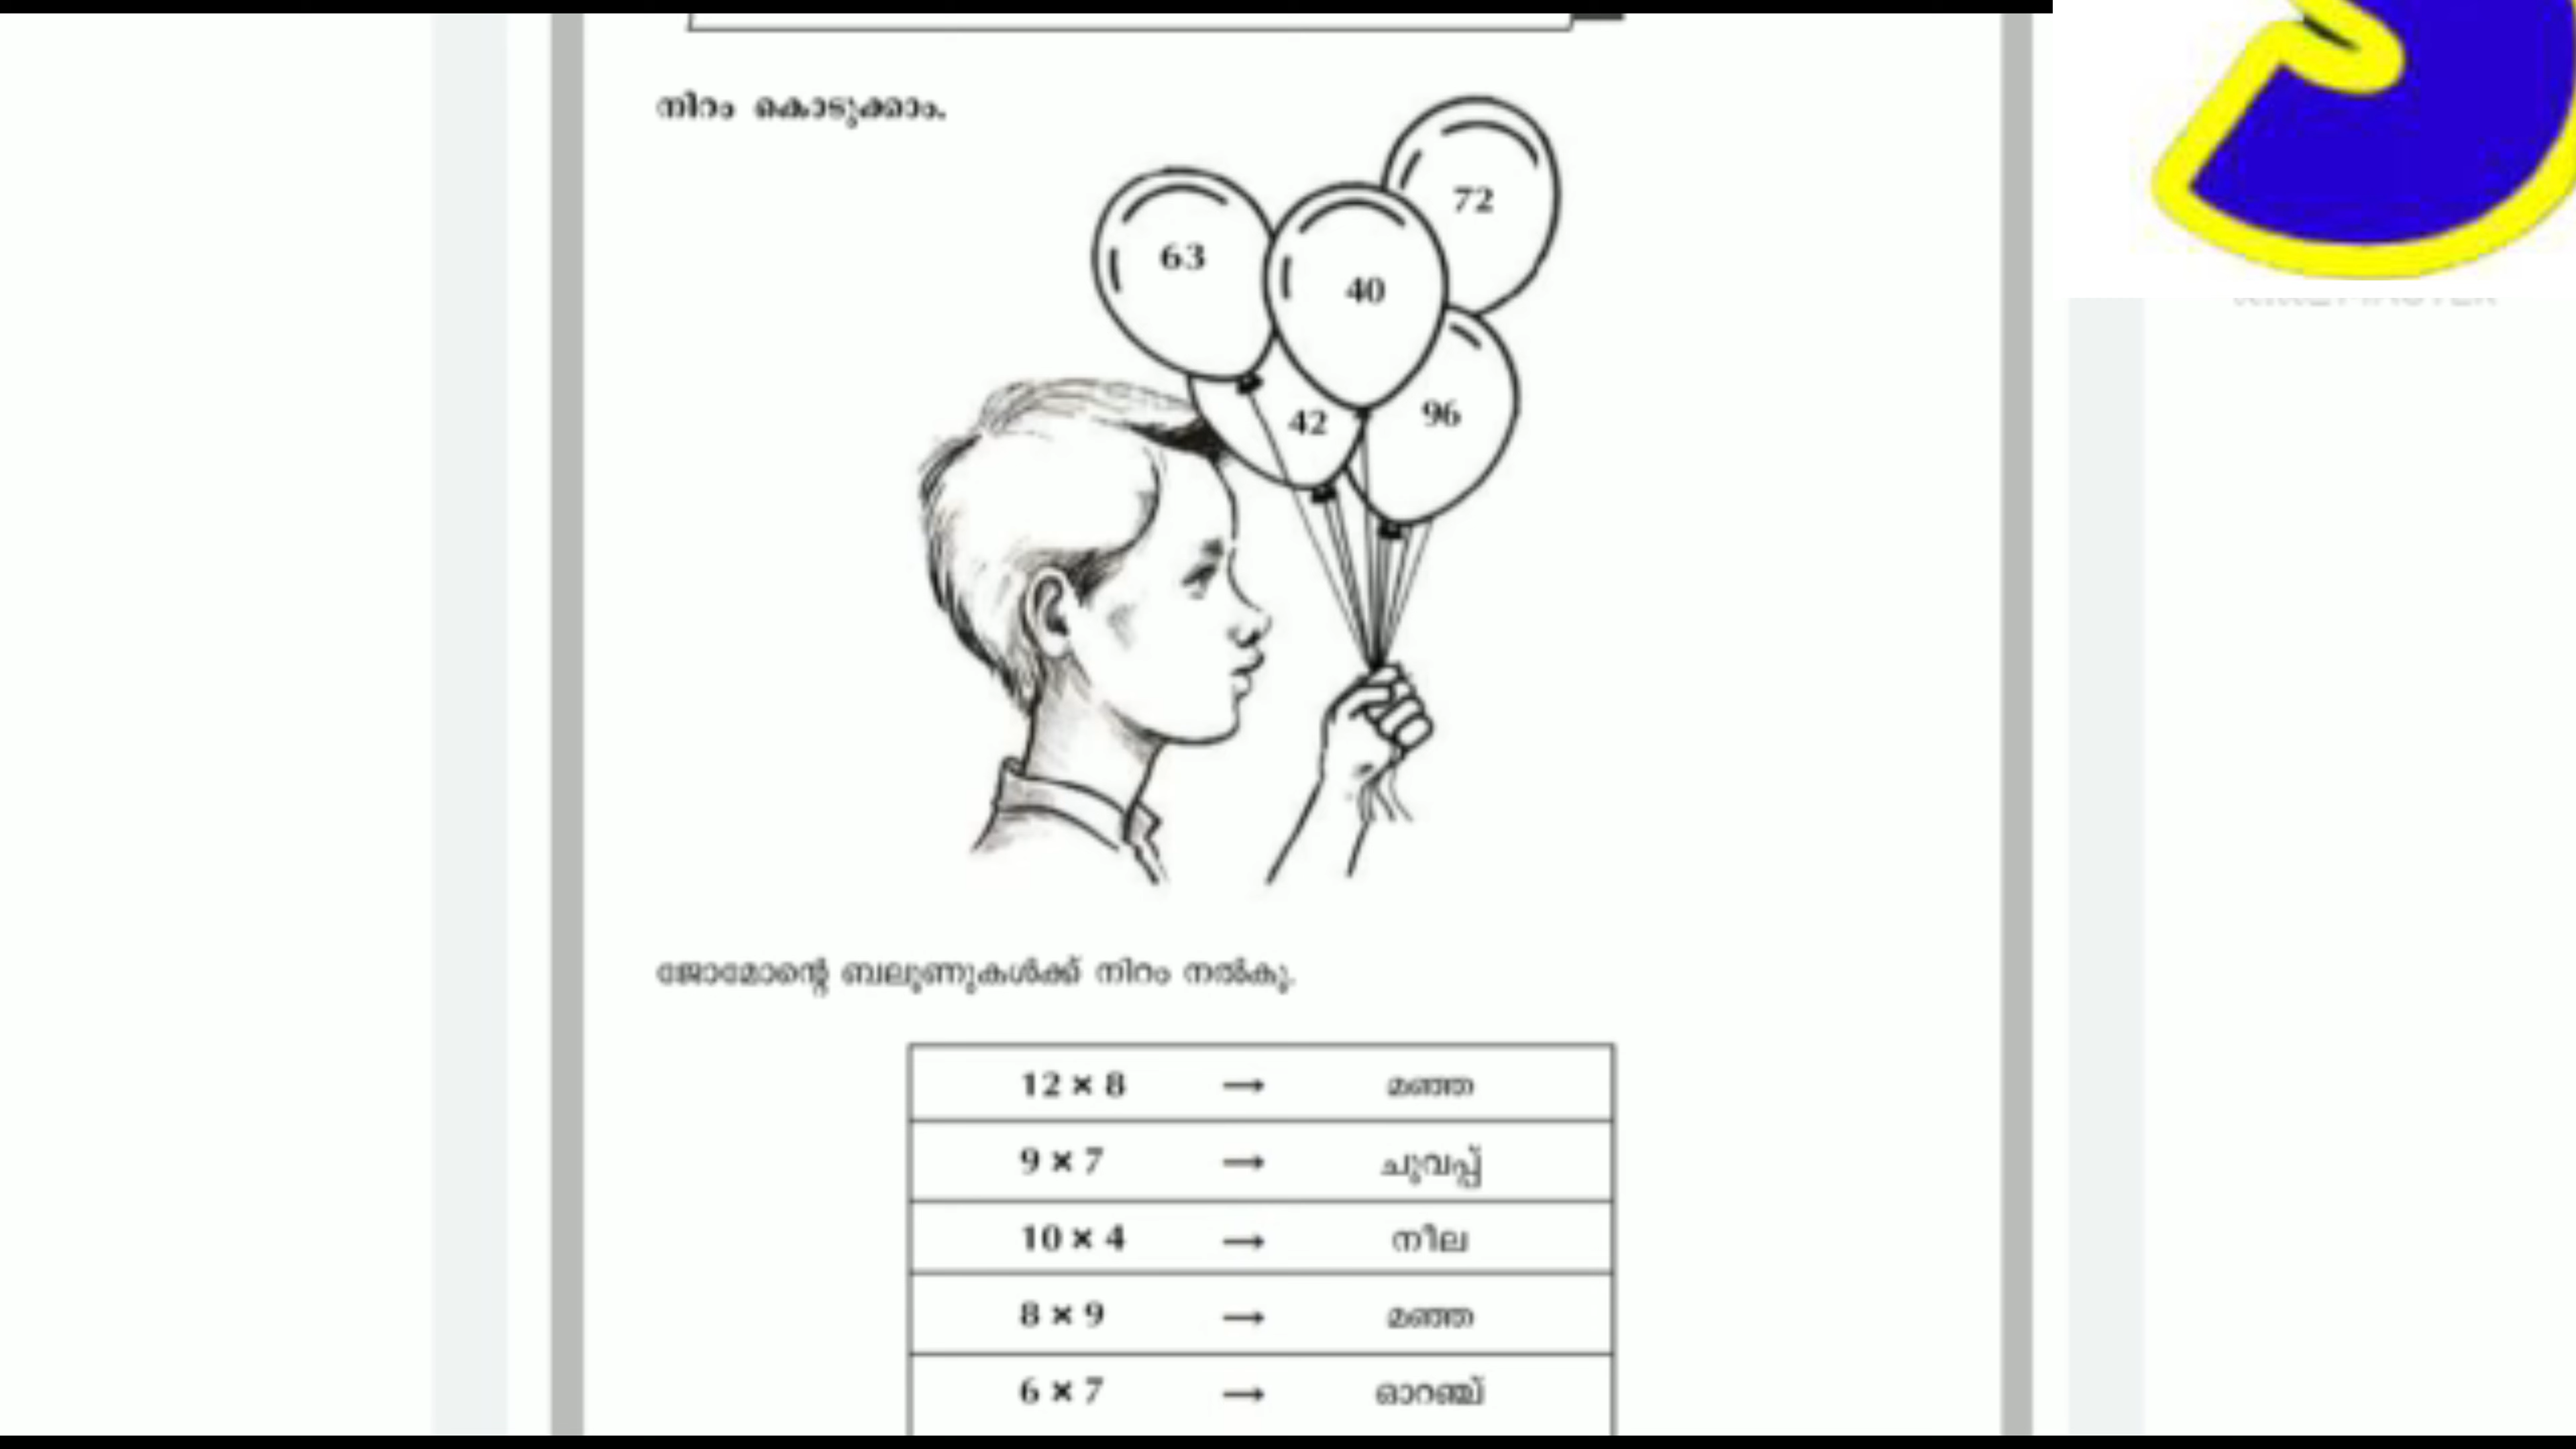 നിറം കൊടുക്കാം.
72
63
40
42
96
ജോമോന്റെ ബലൂണുകൾക്ക് നിറം നൽകൂ.
12 × 8 → മഞ്ഞ
9 × 7 → ചുവപ്പ്
10 × 4 → നീല
8 × 9 → മഞ്ഞ
6 × 7 → ഓറഞ്ച്